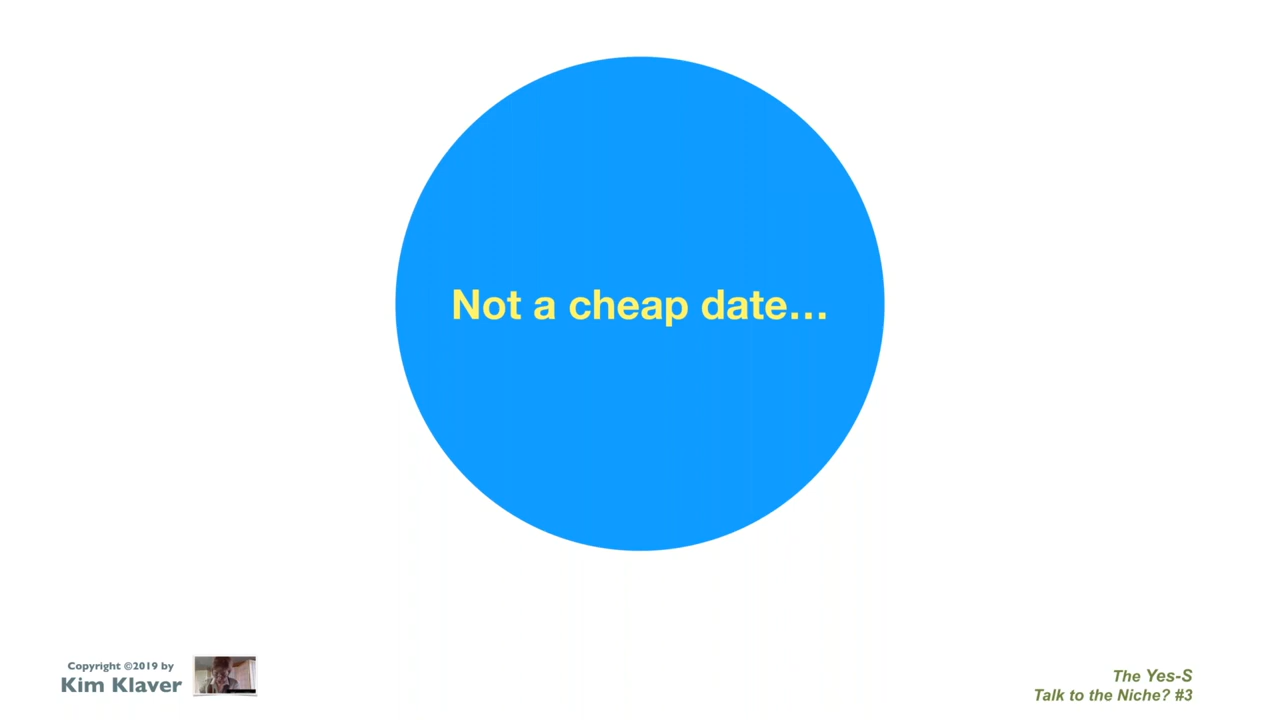 Not a cheap date...
Copyright ©2019 by
Kim Klaver
The Yes-S
Talk to the Niche? #3